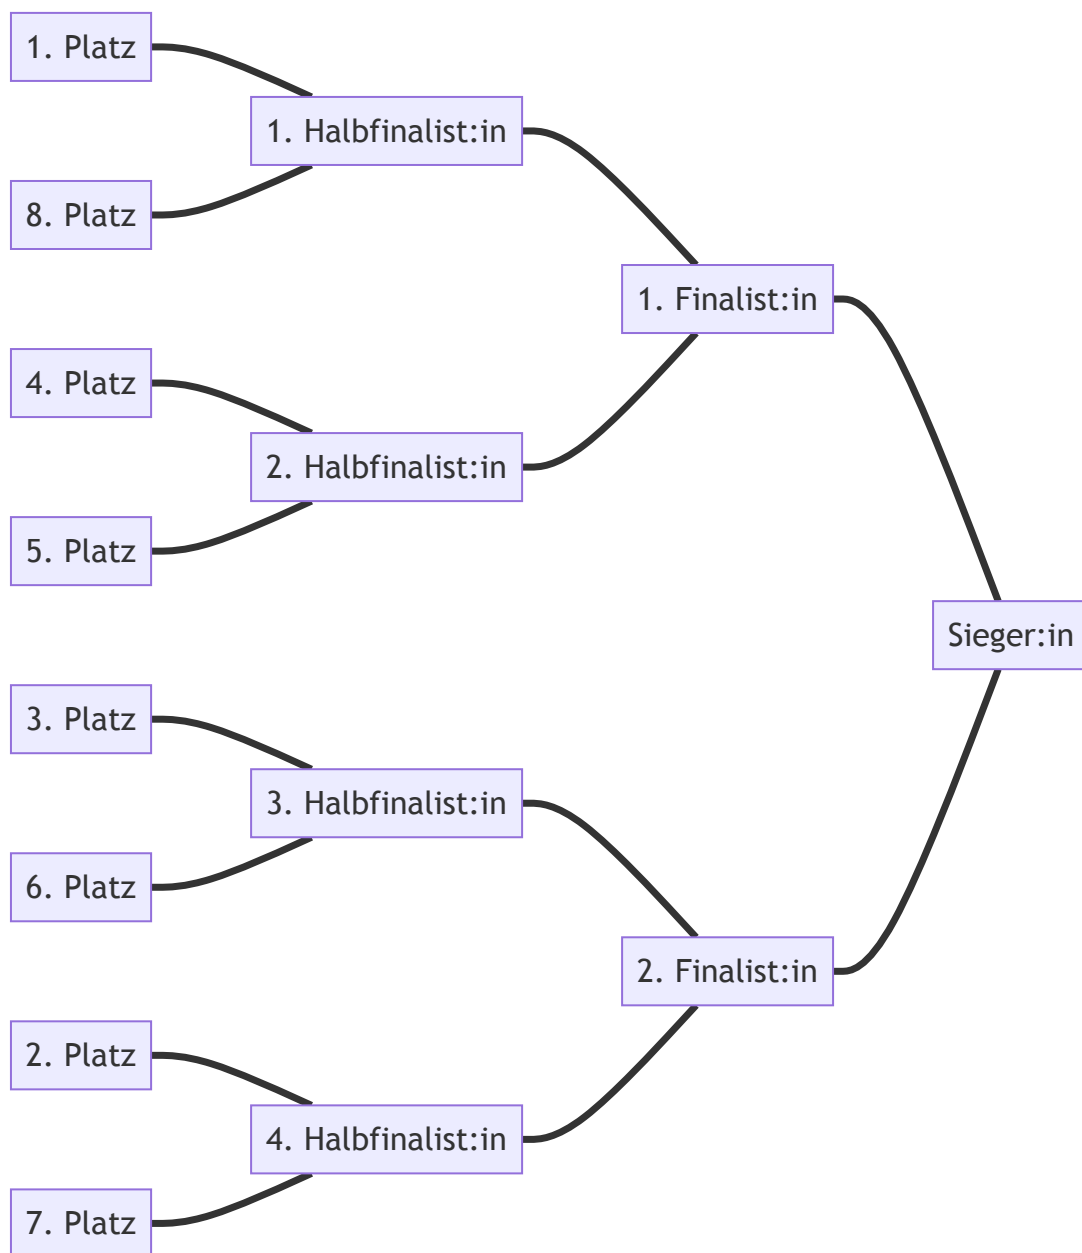 1. Platz
1. Halbfinalist:in
8. Platz
1. Finalist:in
4. Platz
2. Halbfinalist:in
5. Platz
Sieger:in
3. Platz
3. Halbfinalist:in
6. Platz
2. Finalist:in
2. Platz
4. Halbfinalist:in
7. Platz